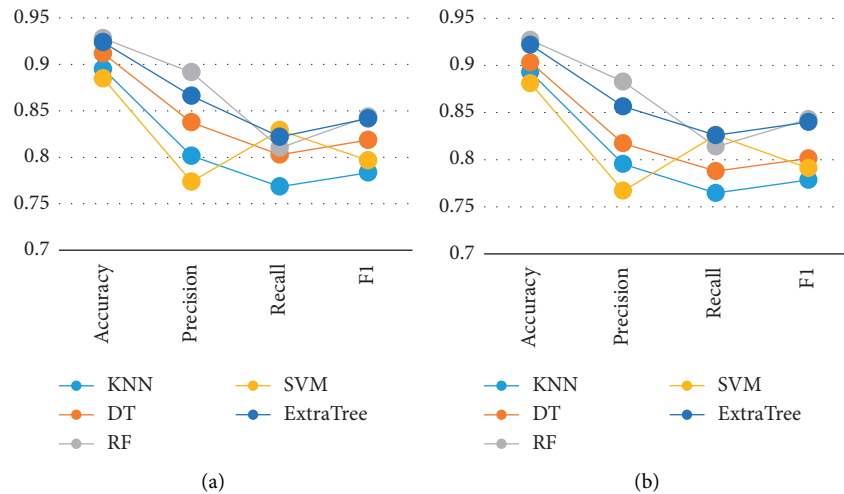 0.95
0.9
0.85
0.8
0.75
0.7
Accuracy
Precision
Recall
F1
KNN
SVM
DT
ExtraTree
RF
(a)
0.95
0.9
0.85
0.8
0.75
0.7
Accuracy
Precision
Recall
F1
KNN
SVM
DT
ExtraTree
RF
(b)